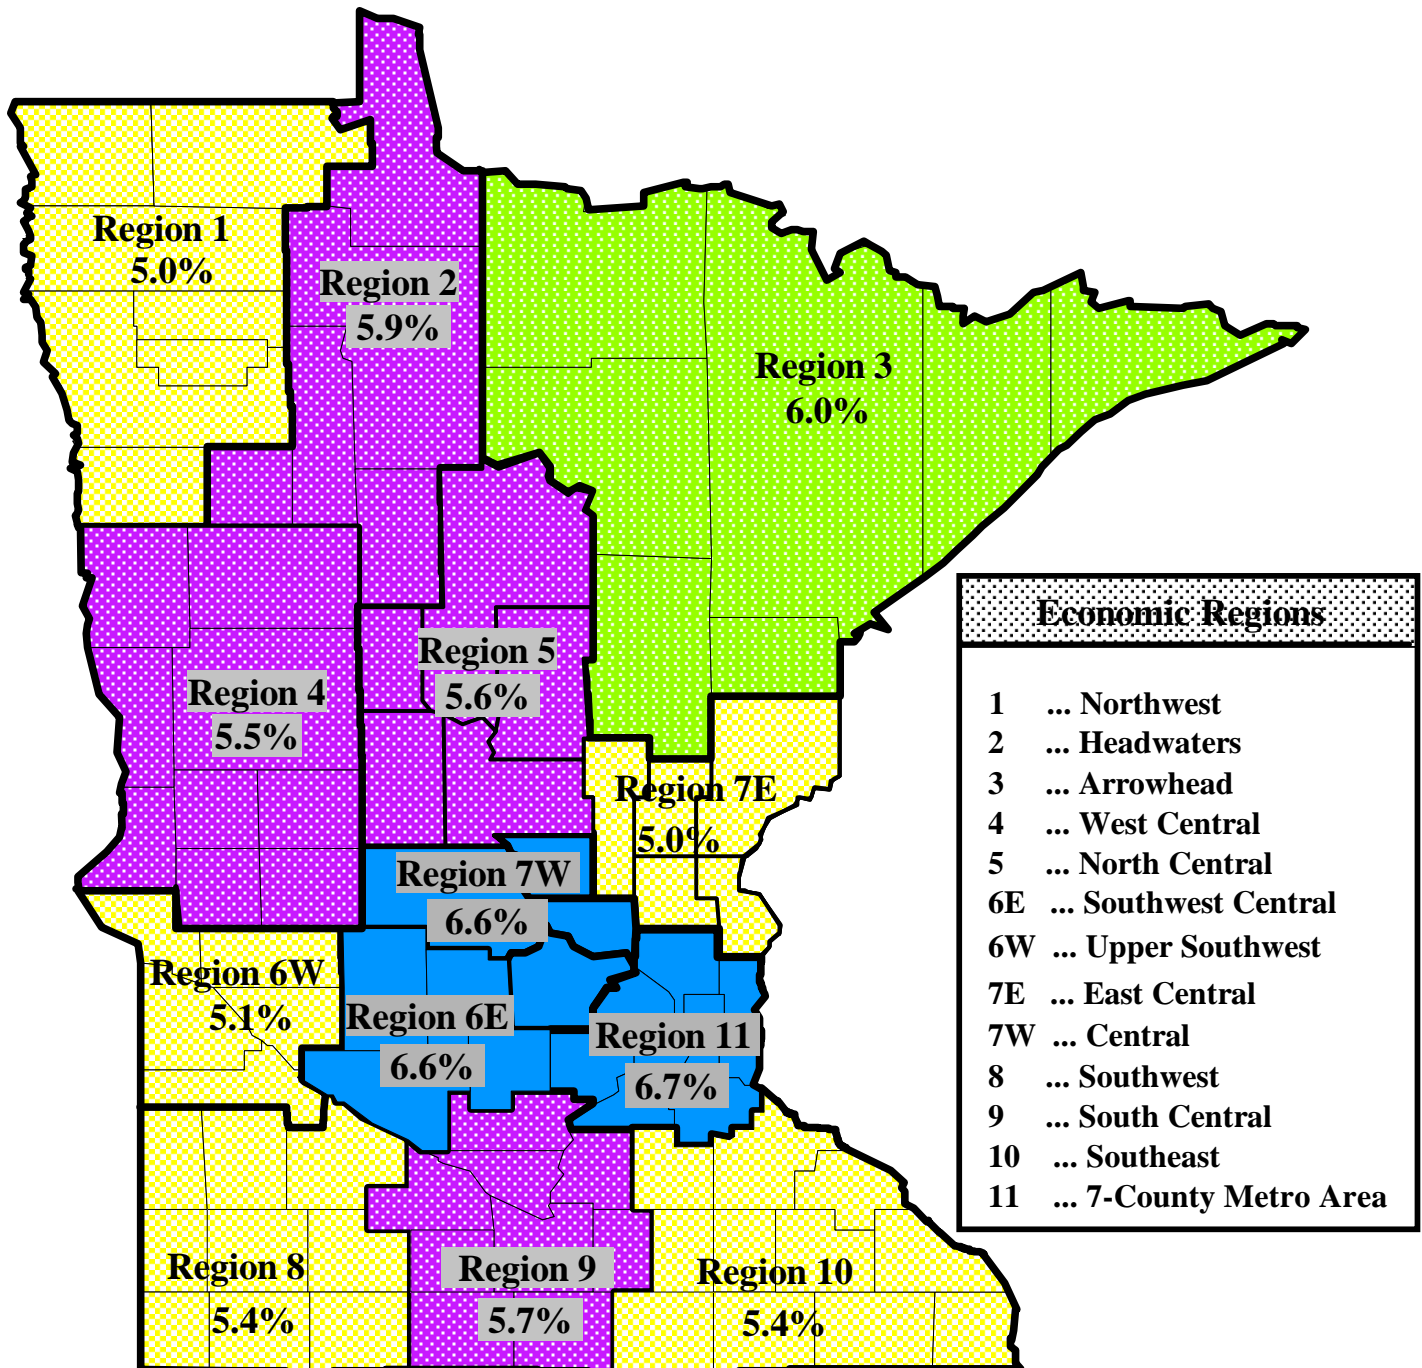 Region 1
5.0%
Region 2
5.9%
Region 3
6.0%
Region 4
5.5%
Region 5
5.6%
Region 7E
5.0%
Region 7W
6.6%
Region 6W
5.1%
Region 6E
6.6%
Region 11
6.7%
Region 8
5.4%
Region 9
5.7%
Region 10
5.4%
Economic Regions
1 ... Northwest
2 ... Headwaters
3 ... Arrowhead
4 ... West Central
5 ... North Central
6E ... Southwest Central
6W ... Upper Southwest
7E ... East Central
7W ... Central
8 ... Southwest
9 ... South Central
10 ... Southeast
11 ... 7-County Metro Area